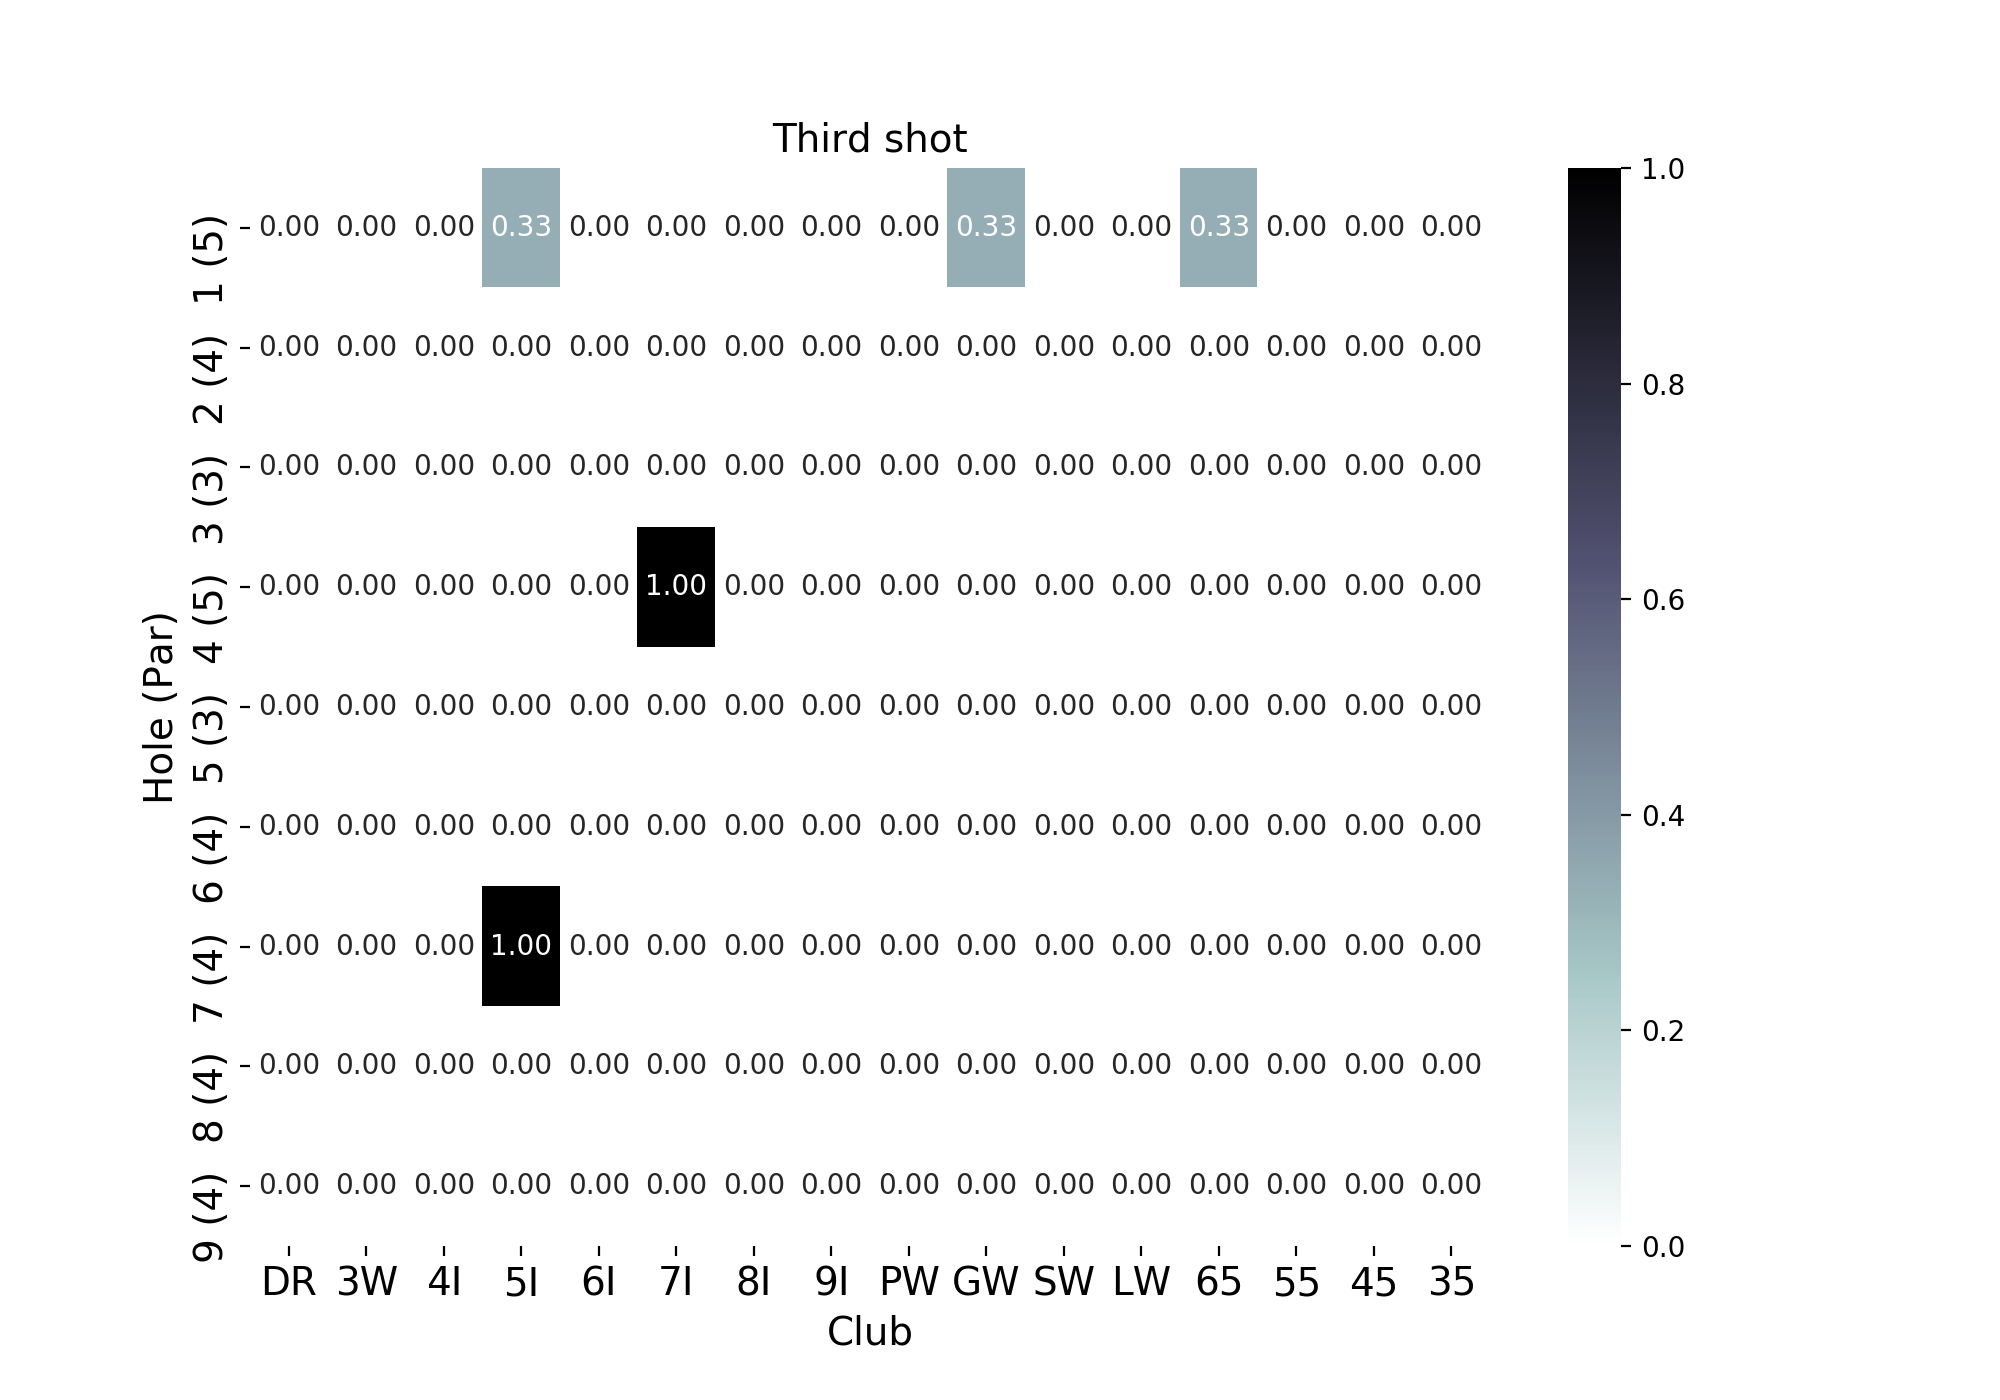 Third shot
1 (5) 0.00 0.00 0.00 0.33 0.00 0.00 0.00 0.00 0.00 0.33 0.00 0.00 0.33 0.00 0.00 0.00
2 (4) 0.00 0.00 0.00 0.00 0.00 0.00 0.00 0.00 0.00 0.00 0.00 0.00 0.00 0.00 0.00 0.00
3 (3) 0.00 0.00 0.00 0.00 0.00 0.00 0.00 0.00 0.00 0.00 0.00 0.00 0.00 0.00 0.00 0.00
4 (5) 0.00 0.00 0.00 0.00 0.00 1.00 0.00 0.00 0.00 0.00 0.00 0.00 0.00 0.00 0.00 0.00
5 (3) 0.00 0.00 0.00 0.00 0.00 0.00 0.00 0.00 0.00 0.00 0.00 0.00 0.00 0.00 0.00 0.00
6 (4) 0.00 0.00 0.00 0.00 0.00 0.00 0.00 0.00 0.00 0.00 0.00 0.00 0.00 0.00 0.00 0.00
7 (4) 0.00 0.00 0.00 1.00 0.00 0.00 0.00 0.00 0.00 0.00 0.00 0.00 0.00 0.00 0.00 0.00
8 (4) 0.00 0.00 0.00 0.00 0.00 0.00 0.00 0.00 0.00 0.00 0.00 0.00 0.00 0.00 0.00 0.00
9 (4) 0.00 0.00 0.00 0.00 0.00 0.00 0.00 0.00 0.00 0.00 0.00 0.00 0.00 0.00 0.00 0.00
DR 3W 4I 5I 6I 7I 8I 9I PW GW SW LW 65 55 45 35
Club
Hole (Par)
1.0
0.8
0.6
0.4
0.2
0.0